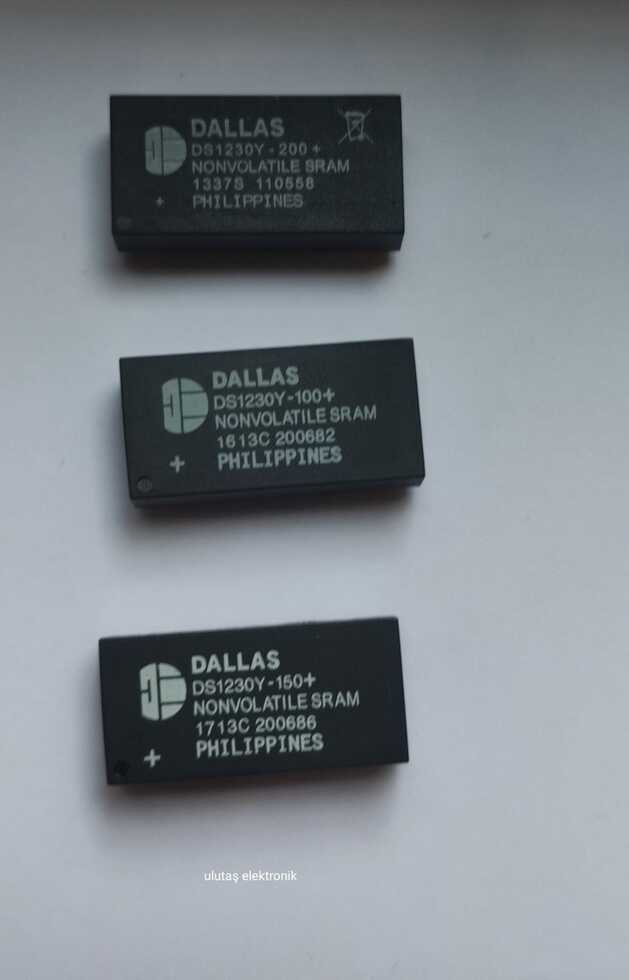 DALLAS
DS1230Y-200+
NONVOLATILE SRAM
1337S 110558
+ PHILIPPINES
DALLAS
DS1230Y-100+
NONVOLATILE SRAM
1613C 200682
+ PHILIPPINES
DALLAS
DS1230Y-150+
NONVOLATILE SRAM
1713C 200686
+ PHILIPPINES
ulutaş elektronik